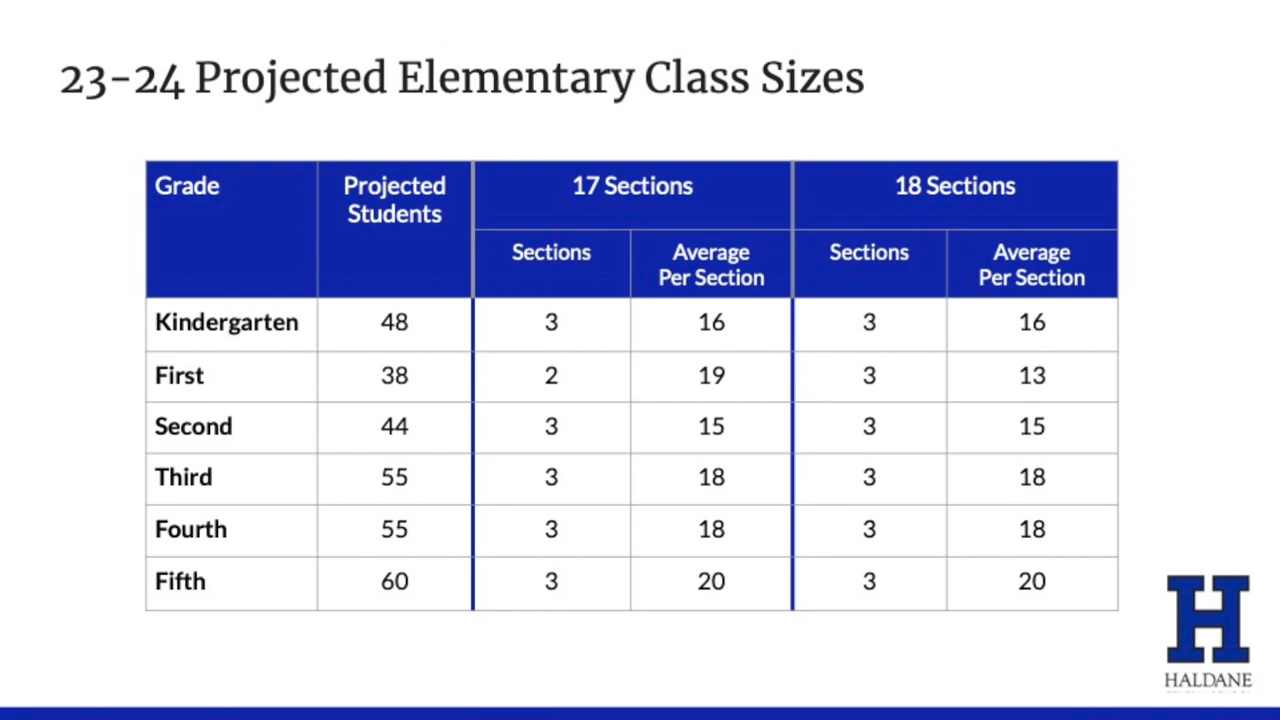 23-24 Projected Elementary Class Sizes
Grade Projected Students 17 Sections 18 Sections
Sections Average Per Section Sections Average Per Section
Kindergarten 48 3 16 3 16
First 38 2 19 3 13
Second 44 3 15 3 15
Third 55 3 18 3 18
Fourth 55 3 18 3 18
Fifth 60 3 20 3 20
H
HALDANE